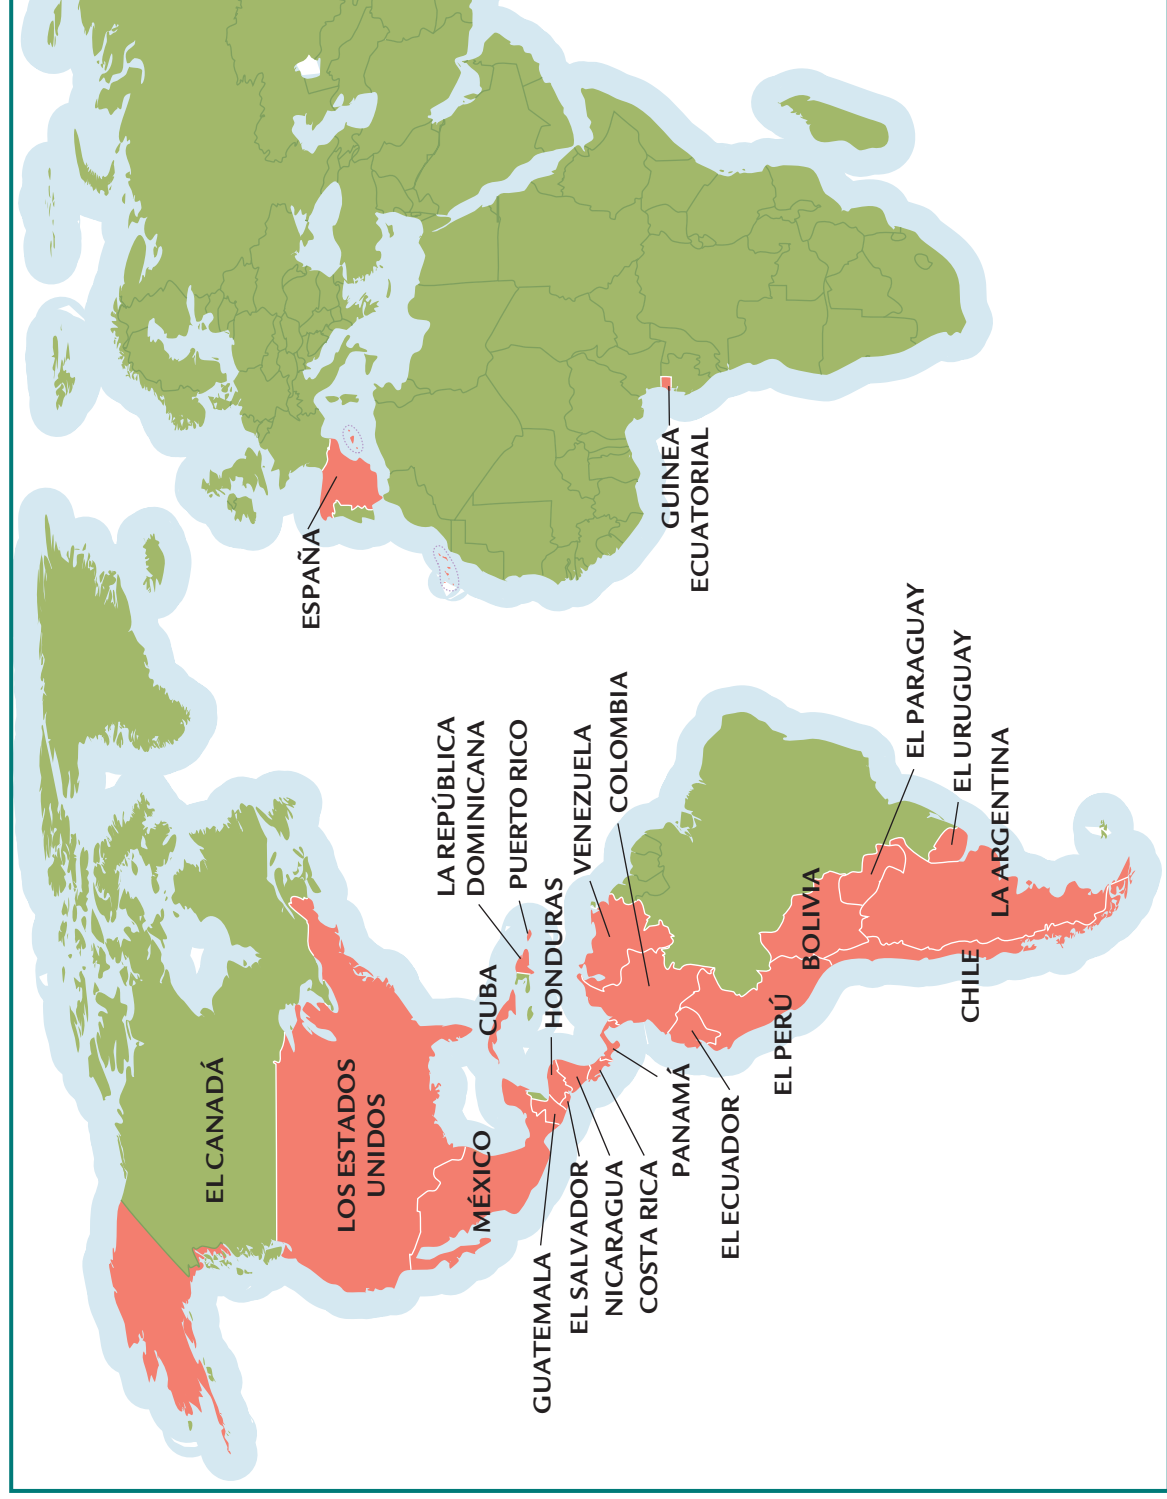 EL CANADÁ
LOS ESTADOS
UNIDOS
MÉXICO
CUBA
LA REPÚBLICA
DOMINICANA
PUERTO RICO
HONDURAS
GUATEMALA
EL SALVADOR
NICARAGUA
COSTA RICA
PANAMÁ
VENEZUELA
COLOMBIA
EL ECUADOR
EL PERÚ
BOLIVIA
EL PARAGUAY
EL URUGUAY
LA ARGENTINA
CHILE
ESPAÑA
GUINEA
ECUATORIAL